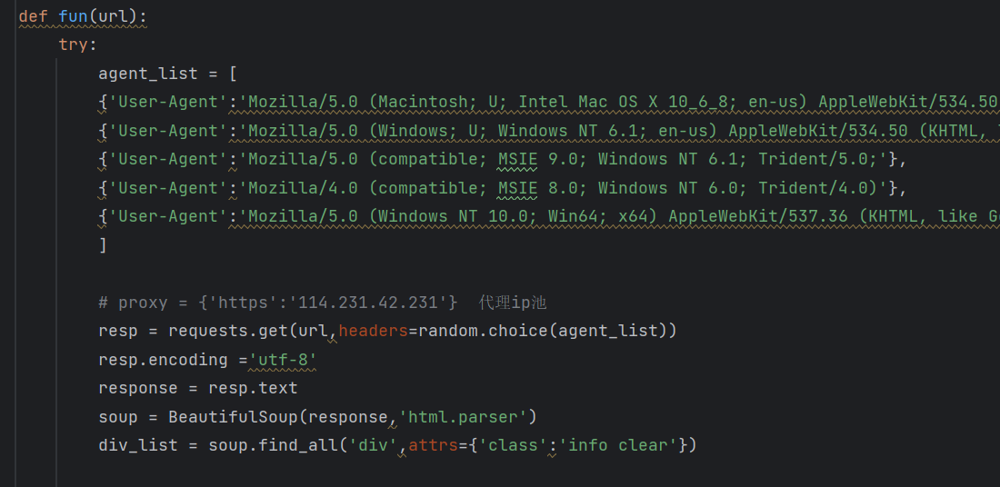 def fun(url):
try:
agent_list = [
{'User-Agent':'Mozilla/5.0 (Macintosh; U; Intel Mac OS X 10_6_8; en-us) AppleWebKit/534.50
{'User-Agent':'Mozilla/5.0 (Windows; U; Windows NT 6.1; en-us) AppleWebKit/534.50 (KHTML,
{'User-Agent':'Mozilla/5.0 (compatible; MSIE 9.0; Windows NT 6.1; Trident/5.0;'},
{'User-Agent':'Mozilla/4.0 (compatible; MSIE 8.0; Windows NT 6.0; Trident/4.0)'},
{'User-Agent':'Mozilla/5.0 (Windows NT 10.0; Win64; x64) AppleWebKit/537.36 (KHTML, like
]
# proxy = {'https':'114.231.42.231'} 代理ip池
resp = requests.get(url,headers=random.choice(agent_list))
resp.encoding ='utf-8'
response = resp.text
soup = BeautifulSoup(response,'html.parser')
div_list = soup.find_all('div',attrs={'class':'info clear'})